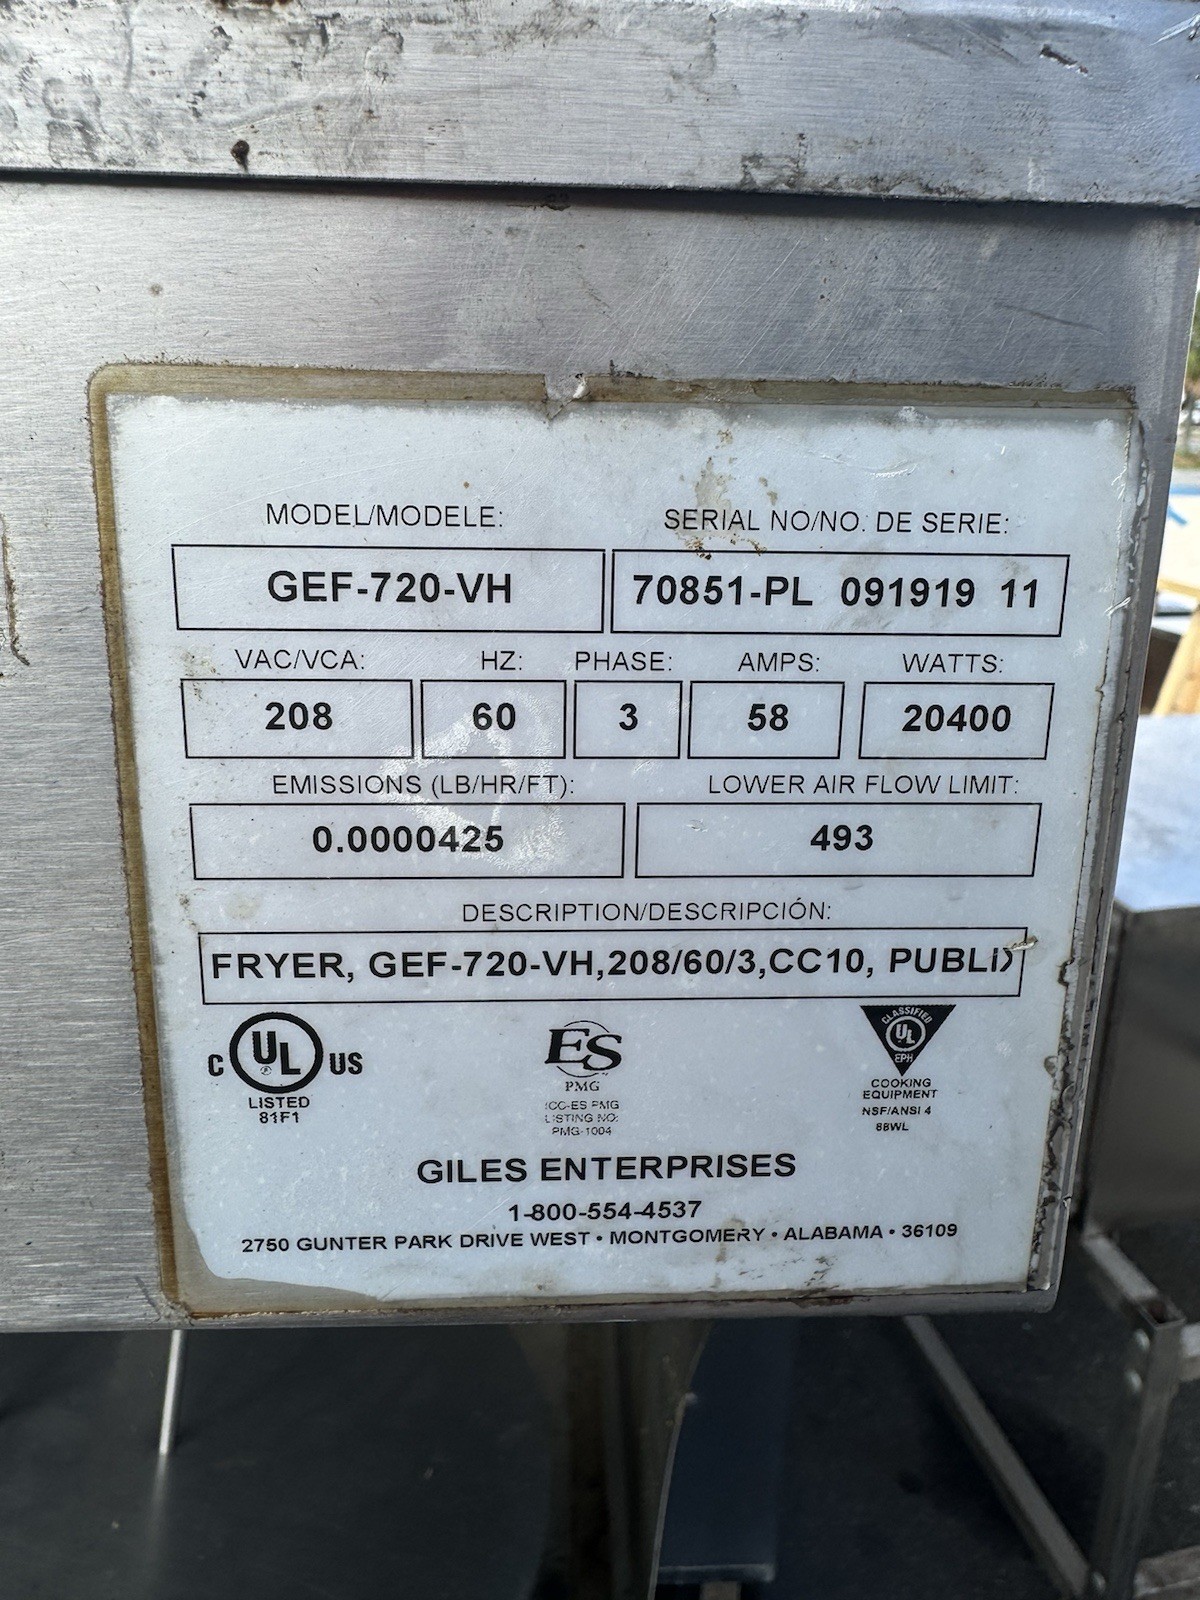 MODEL/MODELE: SERIAL NO/NO. DE SERIE:
GEF-720-VH 70851-PL 091919 11
VAC/VCA: HZ: PHASE: AMPS: WATTS:
208 60 3 58 20400
EMISSIONS (LB/HR/FT): LOWER AIR FLOW LIMIT:
0.0000425 493
DESCRIPTION/DESCRIPCIÓN:
FRYER, GEF-720-VH,208/60/3,CC10, PUBLIX
C UL ® US
LISTED
81F1
ES
PMG
ICC-ES PMG
LISTING NO:
PMG-1004
CLASSIFIED
UL
EPH
COOKING
EQUIPMENT
NSF/ANSI 4
88WL
GILES ENTERPRISES
1-800-554-4537
2750 GUNTER PARK DRIVE WEST • MONTGOMERY • ALABAMA • 36109